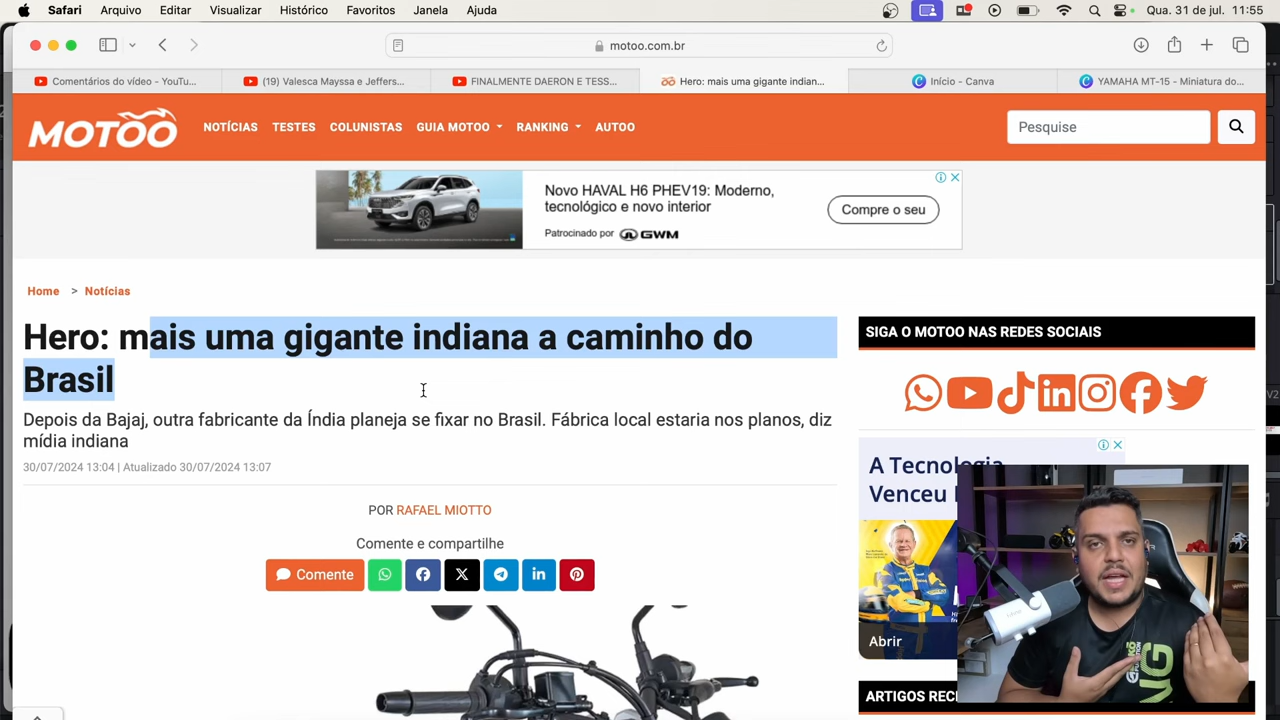 Safari Arquivo Editar Visualizar Histórico Favoritos Janela Ajuda Qua. 31 de jul. 11:55
motoo.com.br
Comentários do vídeo - YouTu...
(19) Valesca Mayssa e Jeffers...
FINALMENTE DAERON E TESS...
Hero: mais uma gigante indian...
Início - Canva
YAMAHA MT-15 - Miniatura do...
MOTOO NOTÍCIAS TESTES COLUNISTAS GUIA MOTOO RANKING AUTOO Pesquise
Novo HAVAL H6 PHEV19: Moderno,
tecnológico e novo interior
Patrocinado por GWM
Compre o seu
Home > Notícias
Hero: mais uma gigante indiana a caminho do
Brasil
Depois da Bajaj, outra fabricante da Índia planeja se fixar no Brasil. Fábrica local estaria nos planos, diz
mídia indiana
30/07/2024 13:04 | Atualizado 30/07/2024 13:07
POR RAFAEL MIOTTO
Comente e compartilhe
Comente
SIGA O MOTOO NAS REDES SOCIAIS
A Tecnologia
Venceu
Abrir
ARTIGOS REC
V2